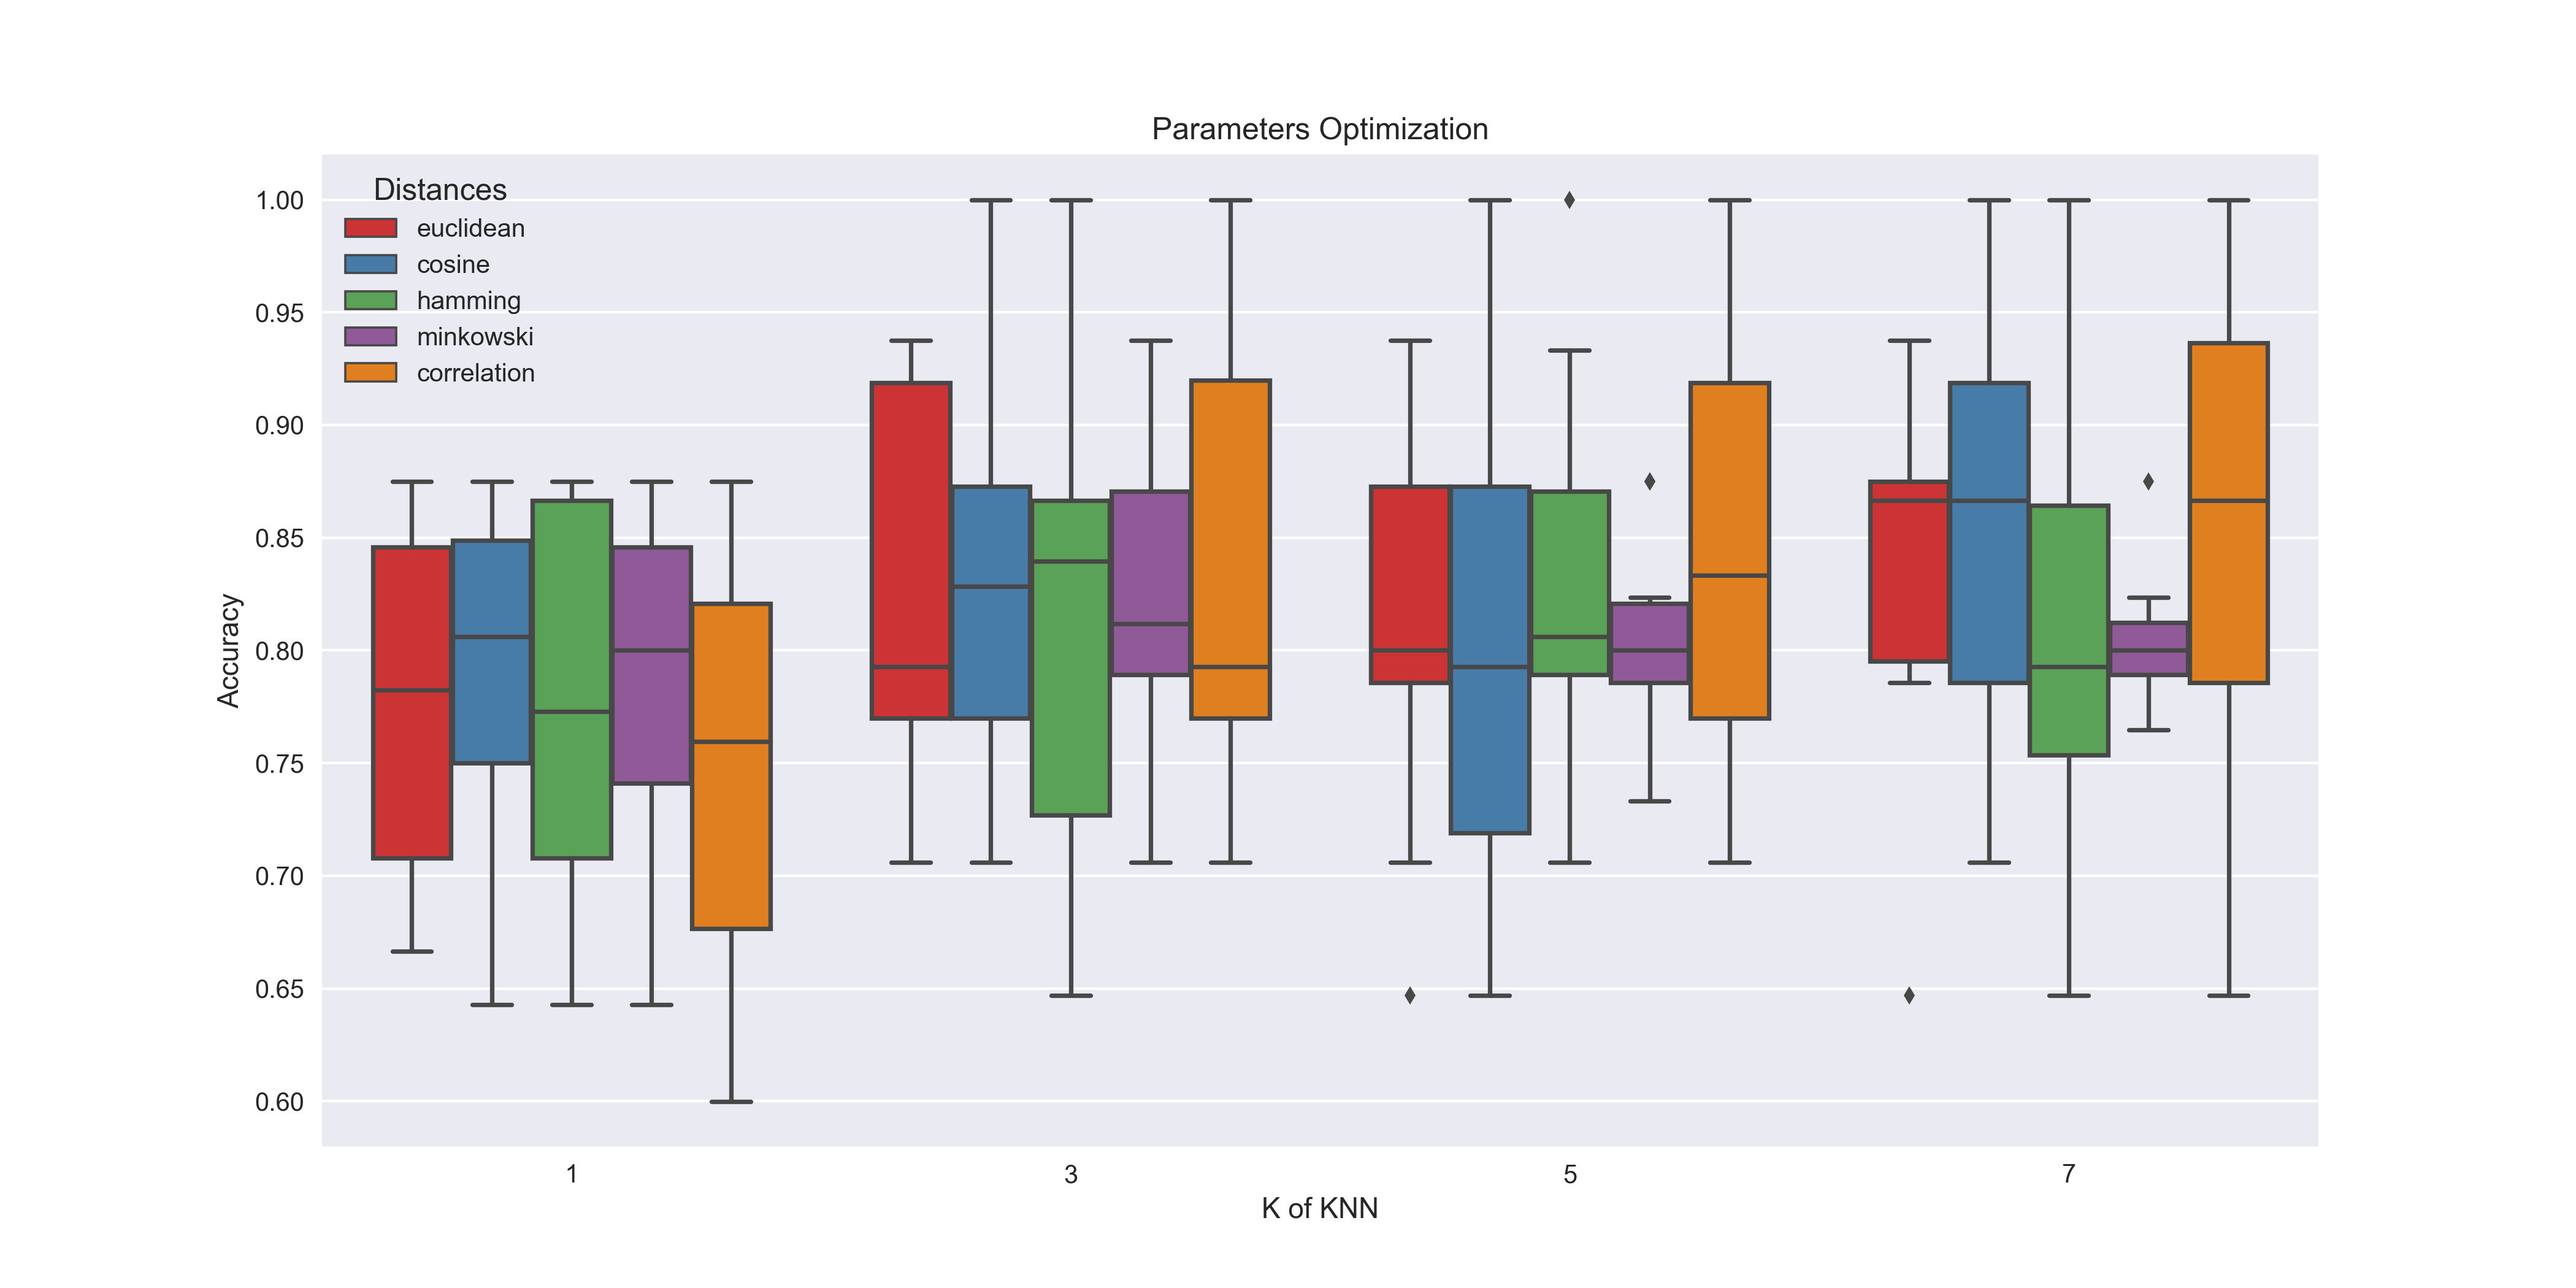 Parameters Optimization
Distances
euclidean
cosine
hamming
minkowski
correlation
1.00
0.95
0.90
0.85
0.80
0.75
0.70
0.65
0.60
Accuracy
1 3 5 7
K of KNN